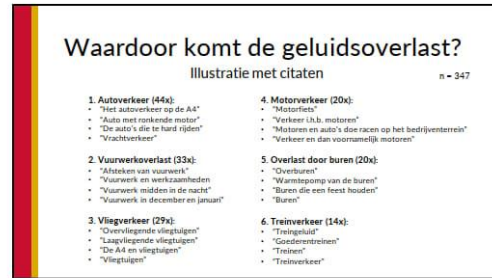 Waardoor komt de geluidsoverlast?
Illustratie met citaten
n = 347
1. Autoverkeer (44x):
• "Het autoverkeer op de A4"
• "Auto met ronkende motor"
• "De auto's die te hard rijden"
• "Vrachtverkeer"
2. Vuurwerkoverlast (33x):
• "Afsteken van vuurwerk"
• "Vuurwerk en werkzaamheden
• "Vuurwerk midden in de nacht"
• "Vuurwerk in december en januari"
3. Vliegverkeer (29x):
• "Overvliegende vliegtuigen"
• "Laagvliegende vliegtuigen"
• "De A4 en vliegtuigen"
• "Vliegtuigen"
4. Motorverkeer (20x):
• "Motorfiets"
• "Verkeer i.h.b. motoren"
• "Motoren en auto's doe racen op het bedrijventerrein"
• "Verkeer en dan voornamelijk motoren"
5. Overlast door buren (20x):
• "Overburen"
• "Warmtepomp van de buren"
• "Buren die een feest houden"
• "Buren"
6. Treinverkeer (14x):
• "Treingeluid"
• "Goederentreinen"
• "Treinen"
• "Treinverkeer"